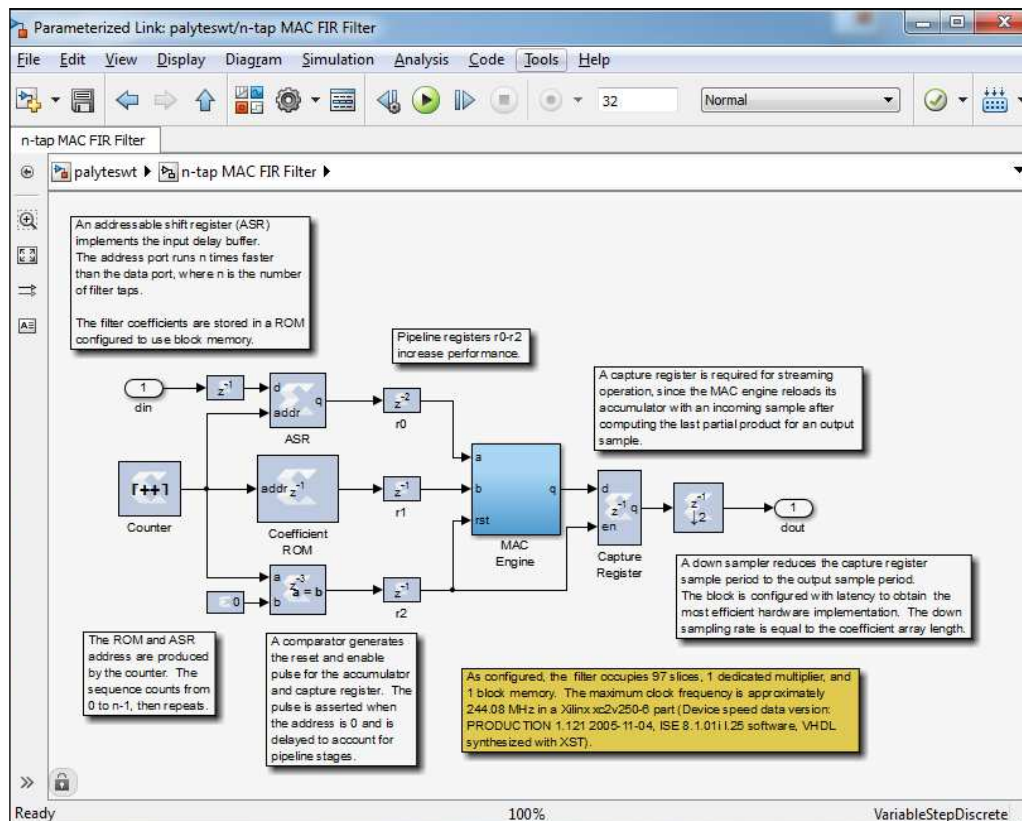 Parameterized Link: palyteswt/n-tap MAC FIR Filter
File Edit View Display Diagram Simulation Analysis Code Tools Help
32
Normal
n-tap MAC FIR Filter
palyteswt
n-tap MAC FIR Filter
An addressable shift register (ASR)
implements the input delay buffer.
The address port runs n times faster
than the data port, where n is the number
of filter taps.
The filter coefficients are stored in a ROM
configured to use block memory.
Pipeline registers r0-r2
increase performance.
A capture register is required for streaming
operation, since the MAC engine reloads its
accumulator with an incoming sample after
computing the last partial product for an output
sample.
1
din
z-1
d
addr
q
ASR
z-2
r0
++
Counter
addr
z-1
Coefficient
ROM
z-1
r1
a
b
rst
q
MAC
Engine
d
en
z-1
q
Capture
Register
z-1
↓2
1
dout
0
a
b
z-3
a = b
z-1
r2
The ROM and ASR
address are produced
by the counter. The
sequence counts from
0 to n-1, then repeats.
A comparator generates
the reset and enable
pulse for the accumulator
and capture register. The
pulse is asserted when
the address is 0 and is
delayed to account for
pipeline stages.
A down sampler reduces the capture register
sample period to the output sample period.
The block is configured with latency to obtain the
most efficient hardware implementation. The down
sampling rate is equal to the coefficient array length.
As configured, the filter occupies 97 slices, 1 dedicated multiplier, and
1 block memory. The maximum clock frequency is approximately
244.08 MHz in a Xilinx xc2v250-6 part (Device speed data version:
PRODUCTION 1.121 2005-11-04, ISE 8.1.01i I.25 software, VHDL
synthesized with XST).
Ready
100%
VariableStepDiscrete